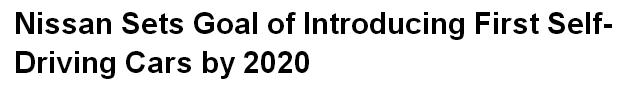 Nissan Sets Goal of Introducing First Self-
Driving Cars by 2020